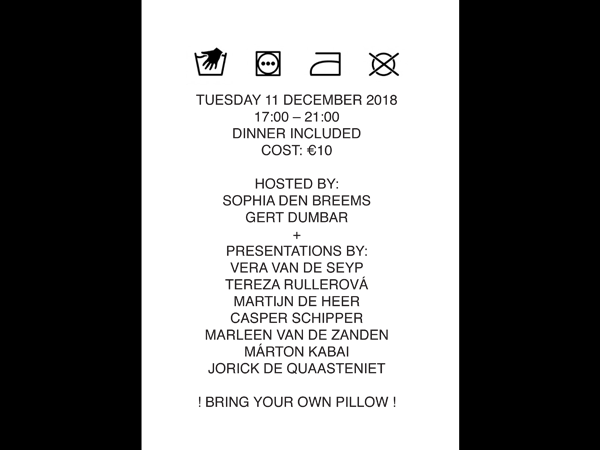 TUESDAY 11 DECEMBER 2018
17:00 – 21:00
DINNER INCLUDED
COST: €10
HOSTED BY:
SOPHIA DEN BREEMS
GERT DUMBAR
+
PRESENTATIONS BY:
VERA VAN DE SEYP
TEREZA RULLEROVÁ
MARTIJN DE HEER
CASPER SCHIPPER
MARLEEN VAN DE ZANDEN
MÁRTON KABAI
JORICK DE QUAASTENIET
! BRING YOUR OWN PILLOW !